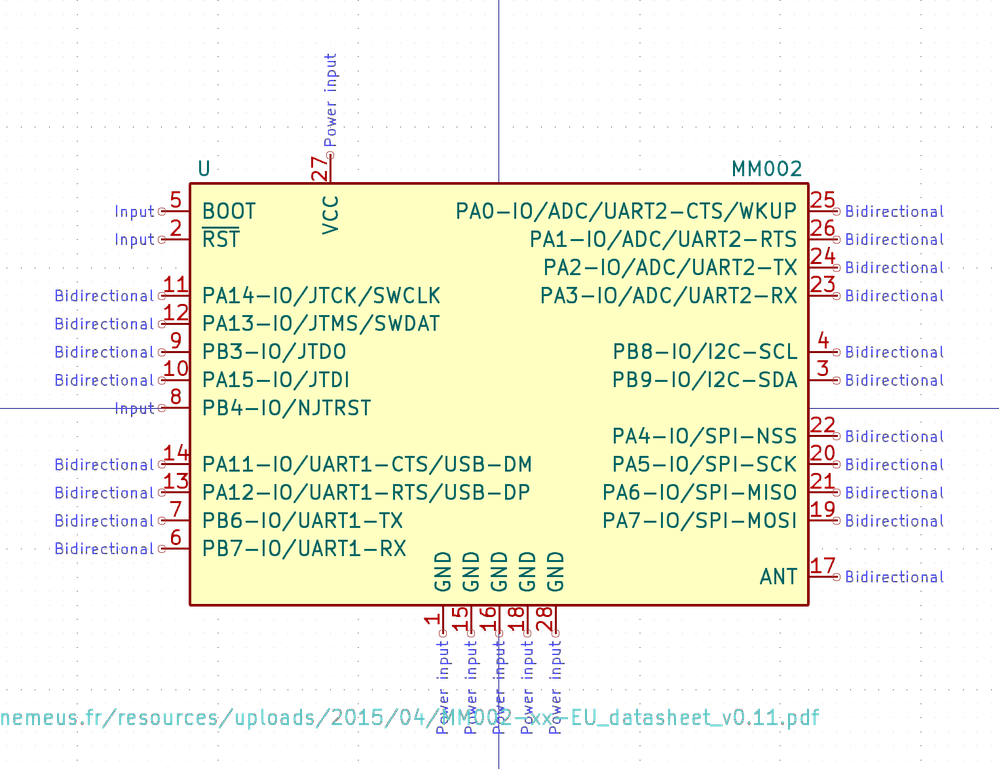 Power input
27
U
MM002
VCC
Input 5 BOOT
PA0-IO/ADC/UART2-CTS/WKUP 25 Bidirectional
Input 2 RST
PA1-IO/ADC/UART2-RTS 26 Bidirectional
PA2-IO/ADC/UART2-TX 24 Bidirectional
Bidirectional 11 PA14-IO/JTCK/SWCLK
PA3-IO/ADC/UART2-RX 23 Bidirectional
Bidirectional 12 PA13-IO/JTMS/SWDAT
Bidirectional 9 PB3-IO/JTDO
PB8-IO/I2C-SCL 4 Bidirectional
Bidirectional 10 PA15-IO/JTDI
PB9-IO/I2C-SDA 3 Bidirectional
Input 8 PB4-IO/NJTRST
PA4-IO/SPI-NSS 22 Bidirectional
Bidirectional 14 PA11-IO/UART1-CTS/USB-DM
PA5-IO/SPI-SCK 20 Bidirectional
Bidirectional 13 PA12-IO/UART1-RTS/USB-DP
PA6-IO/SPI-MISO 21 Bidirectional
Bidirectional 7 PB6-IO/UART1-TX
PA7-IO/SPI-MOSI 19 Bidirectional
Bidirectional 6 PB7-IO/UART1-RX
ANT 17 Bidirectional
GND 1 Power input
GND 15 Power input
GND 16 Power input
GND 18 Power input
GND 28 Power input
nemeus.fr/resources/uploads/2015/04/MM002-xx-EU_datasheet_v0.11.pdf